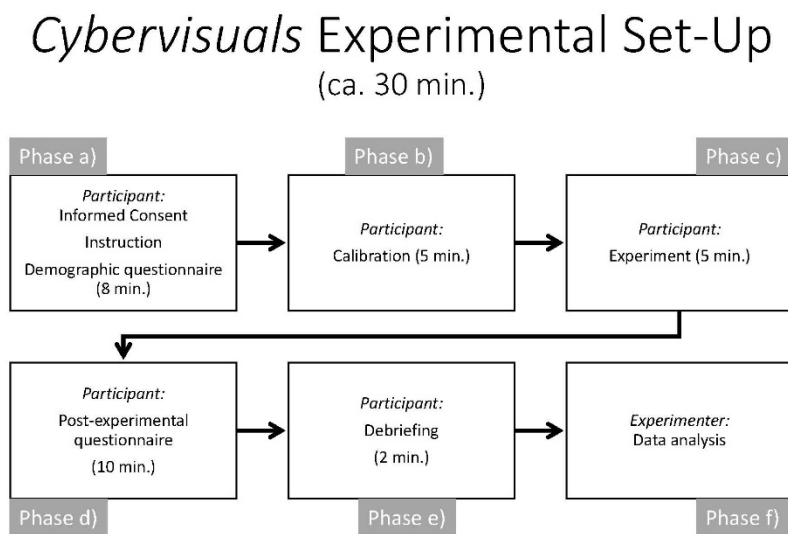 Cybervisuals Experimental Set-Up
(ca. 30 min.)
Phase a)
Participant:
Informed Consent
Instruction
Demographic questionnaire
(8 min.)
Phase b)
Participant:
Calibration (5 min.)
Phase c)
Participant:
Experiment (5 min.)
Participant:
Post-experimental
questionnaire
(10 min.)
Phase d)
Participant:
Debriefing
(2 min.)
Phase e)
Experimenter:
Data analysis
Phase f)